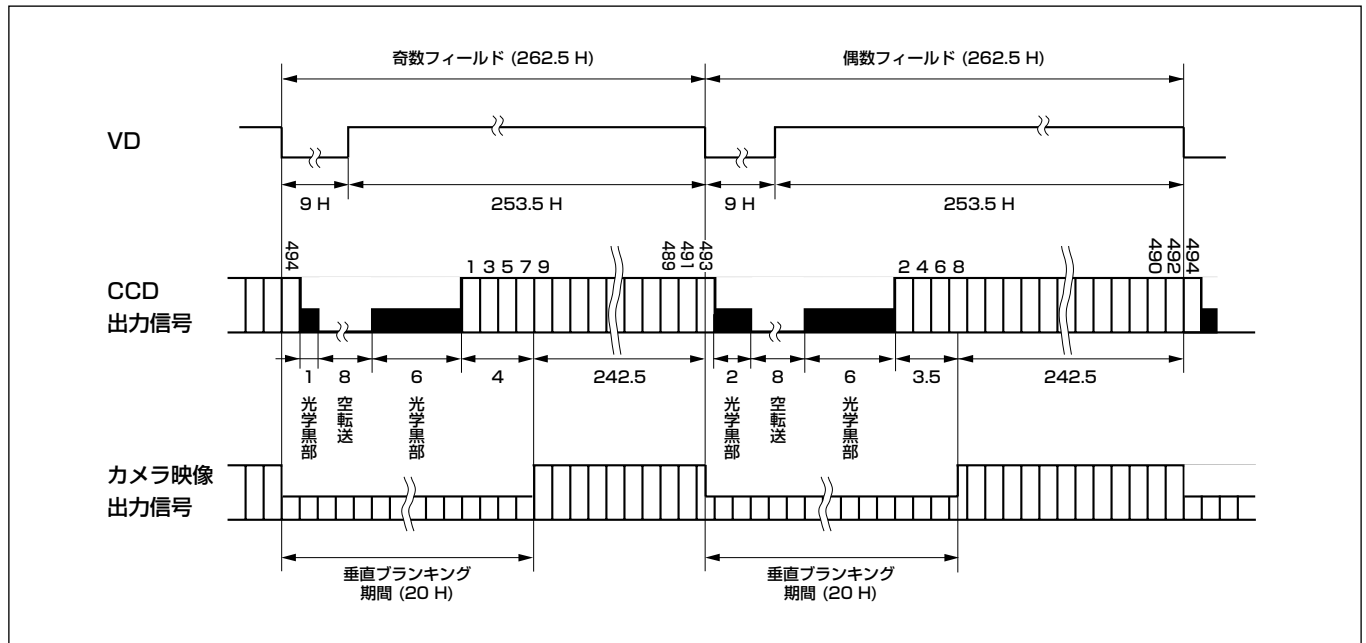 奇数フィールド (262.5 H)
偶数フィールド (262.5 H)
VD
9 H
253.5 H
9 H
253.5 H
494
489
491
493
490
492
494
1 3 5 7 9
2 4 6 8
CCD
出力信号
1
8
6
4
242.5
2
8
6
3.5
242.5
光学黒部
空転送
光学黒部
光学黒部
空転送
光学黒部
カメラ映像
出力信号
垂直ブランキング
期間 (20 H)
垂直ブランキング
期間 (20 H)